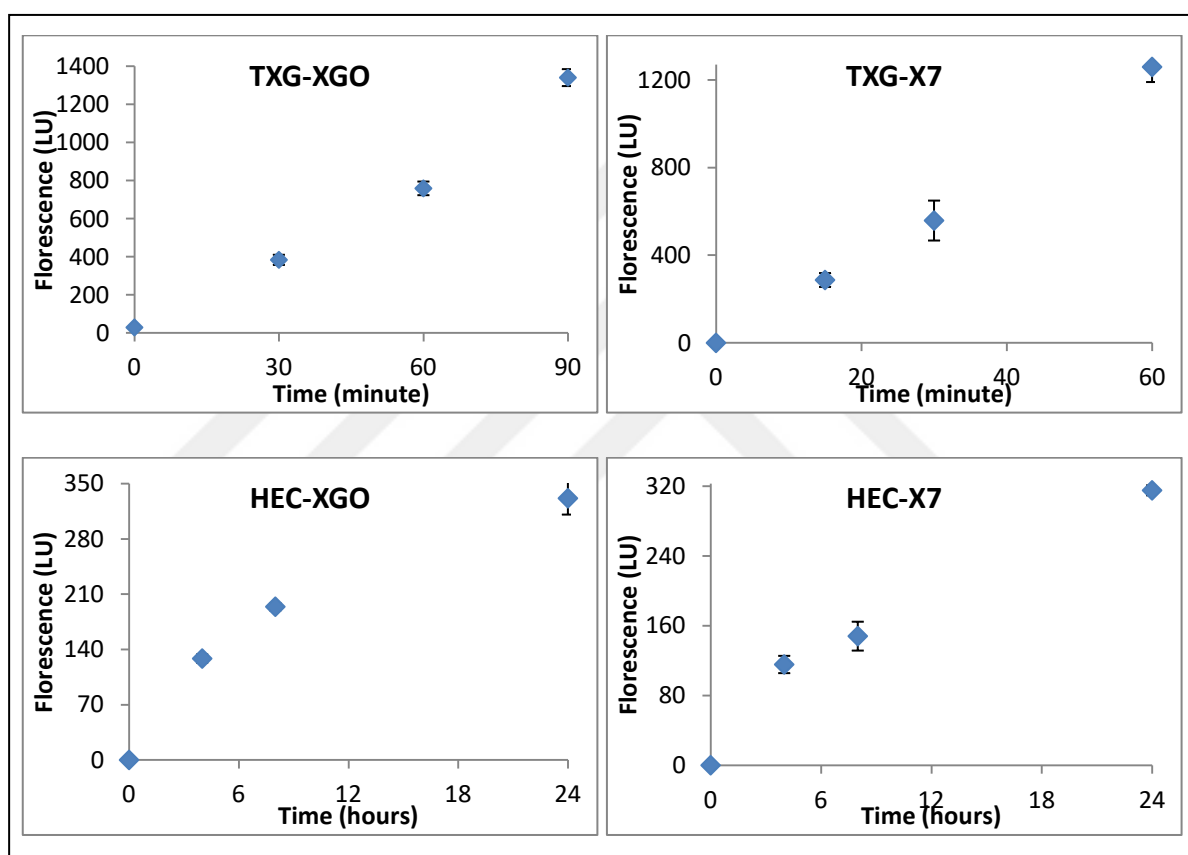 TXG-XGO
Florescence (LU)
1400
1200
1000
800
600
400
200
0
0 30 60 90
Time (minute)
TXG-X7
Florescence (LU)
1200
800
400
0
0 20 40 60
Time (minute)
HEC-XGO
Florescence (LU)
350
280
210
140
70
0
0 6 12 18 24
Time (hours)
HEC-X7
Florescence (LU)
320
240
160
80
0
0 6 12 18 24
Time (hours)